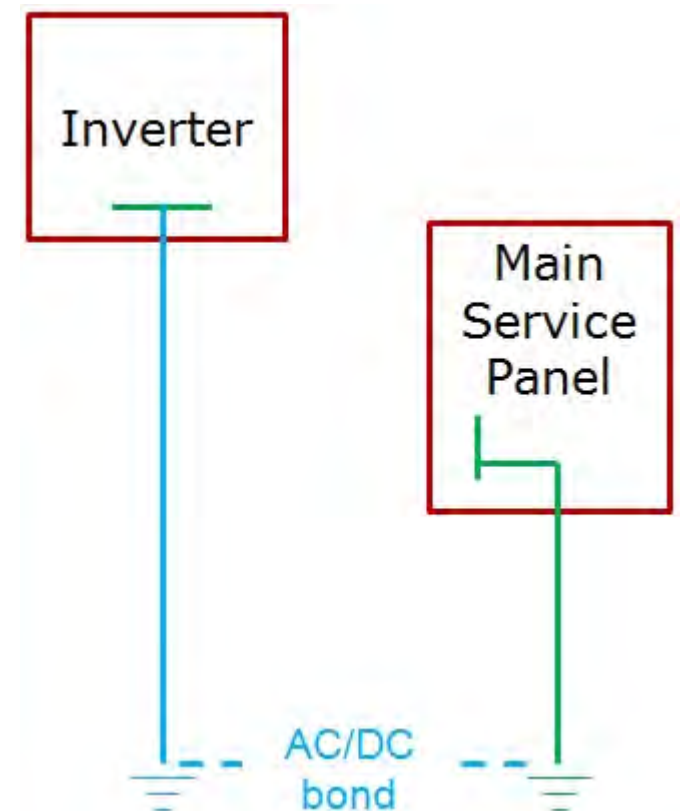 Inverter
Main
Service
Panel
AC/DC
bond